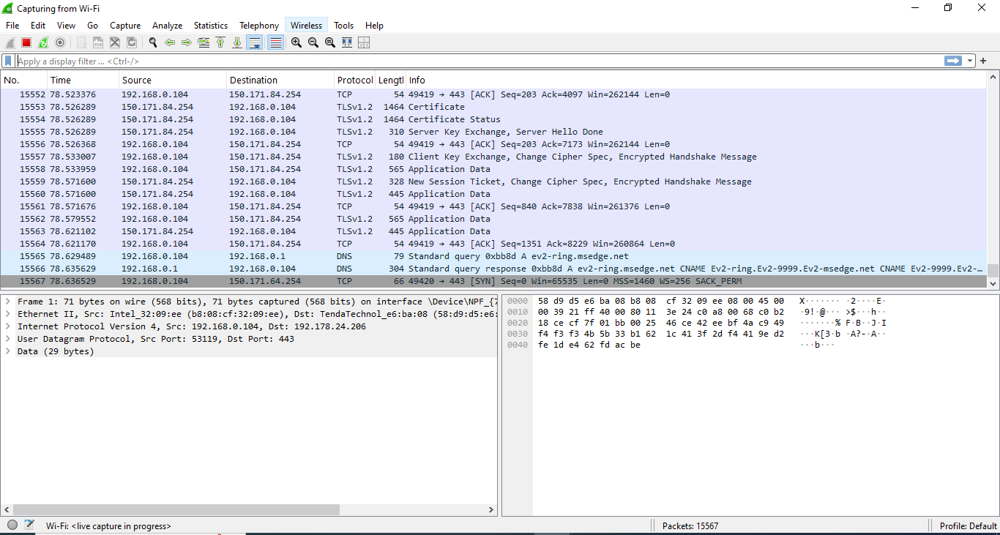 Capturing from Wi-Fi
File Edit View Go Capture Analyze Statistics Telephony Wireless Tools Help
Apply a display filter ... <Ctrl-/>
No. Time Source Destination Protocol Lengtl Info
15552 78.523376 192.168.0.104 150.171.84.254 TCP 54 49419 → 443 [ACK] Seq=203 Ack=4097 Win=262144 Len=0
15553 78.526289 150.171.84.254 192.168.0.104 TLSv1.2 1464 Certificate
15554 78.526289 150.171.84.254 192.168.0.104 TLSv1.2 1464 Certificate Status
15555 78.526289 150.171.84.254 192.168.0.104 TLSv1.2 310 Server Key Exchange, Server Hello Done
15556 78.526368 192.168.0.104 150.171.84.254 TCP 54 49419 → 443 [ACK] Seq=203 Ack=7173 Win=262144 Len=0
15557 78.533007 192.168.0.104 150.171.84.254 TLSv1.2 180 Client Key Exchange, Change Cipher Spec, Encrypted Handshake Message
15558 78.533959 192.168.0.104 150.171.84.254 TLSv1.2 565 Application Data
15559 78.571600 150.171.84.254 192.168.0.104 TLSv1.2 328 New Session Ticket, Change Cipher Spec, Encrypted Handshake Message
15560 78.571600 150.171.84.254 192.168.0.104 TLSv1.2 445 Application Data
15561 78.571676 192.168.0.104 150.171.84.254 TCP 54 49419 → 443 [ACK] Seq=840 Ack=7838 Win=261376 Len=0
15562 78.579552 192.168.0.104 150.171.84.254 TLSv1.2 565 Application Data
15563 78.621102 150.171.84.254 192.168.0.104 TLSv1.2 445 Application Data
15564 78.621170 192.168.0.104 150.171.84.254 TCP 54 49419 → 443 [ACK] Seq=1351 Ack=8229 Win=260864 Len=0
15565 78.629489 192.168.0.104 192.168.0.1 DNS 79 Standard query 0xbb8d A ev2-ring.msedge.net
15566 78.635629 192.168.0.1 192.168.0.104 DNS 304 Standard query response 0xbb8d A ev2-ring.msedge.net CNAME Ev2-ring.Ev2-9999.Ev2-msedge.net CNAME Ev2-9999.Ev2-…
15567 78.636529 192.168.0.104 150.171.64.254 TCP 66 49420 → 443 [SYN] Seq=0 Win=65535 Len=0 MSS=1460 WS=256 SACK_PERM
Frame 1: 71 bytes on wire (568 bits), 71 bytes captured (568 bits) on interface \Device\NPF_{7
Ethernet II, Src: Intel_32:09:ee (b8:08:cf:32:09:ee), Dst: TendaTechnol_e6:ba:08 (58:d9:d5:e6:
Internet Protocol Version 4, Src: 192.168.0.104, Dst: 192.178.24.206
User Datagram Protocol, Src Port: 53119, Dst Port: 443
Data (29 bytes)
0000 58 d9 d5 e6 ba 08 b8 08 cf 32 09 ee 08 00 45 00 X······· ·2····E·
0010 00 39 21 ff 40 00 80 11 3e 24 c0 a8 00 68 c0 b2 ·9!·@··· >$···h··
0020 18 ce cf 7f 01 bb 00 25 46 ce 42 ee bf 4a c9 49 ·······% F·B··J·I
0030 f4 f3 f3 4b 5b 33 b1 62 1c 41 3f 2d f4 41 9e d2 ···K[3·b ·A?-·A··
0040 fe 1d e4 62 fd ac be ···b···
Wi-Fi: <live capture in progress>
Packets: 15567
Profile: Default